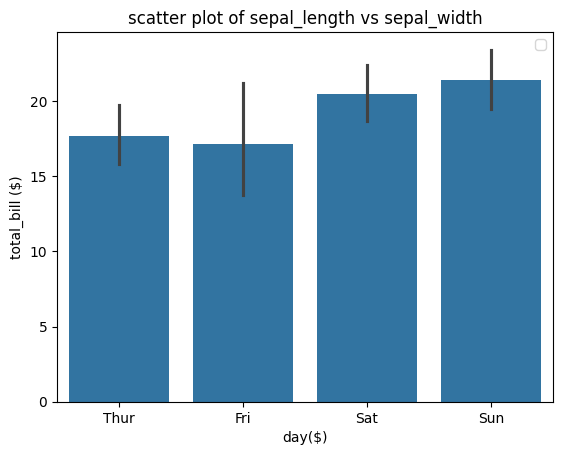 scatter plot of sepal_length vs sepal_width
total_bill ($)
20
15
10
5
0
Thur Fri Sat Sun
day($)